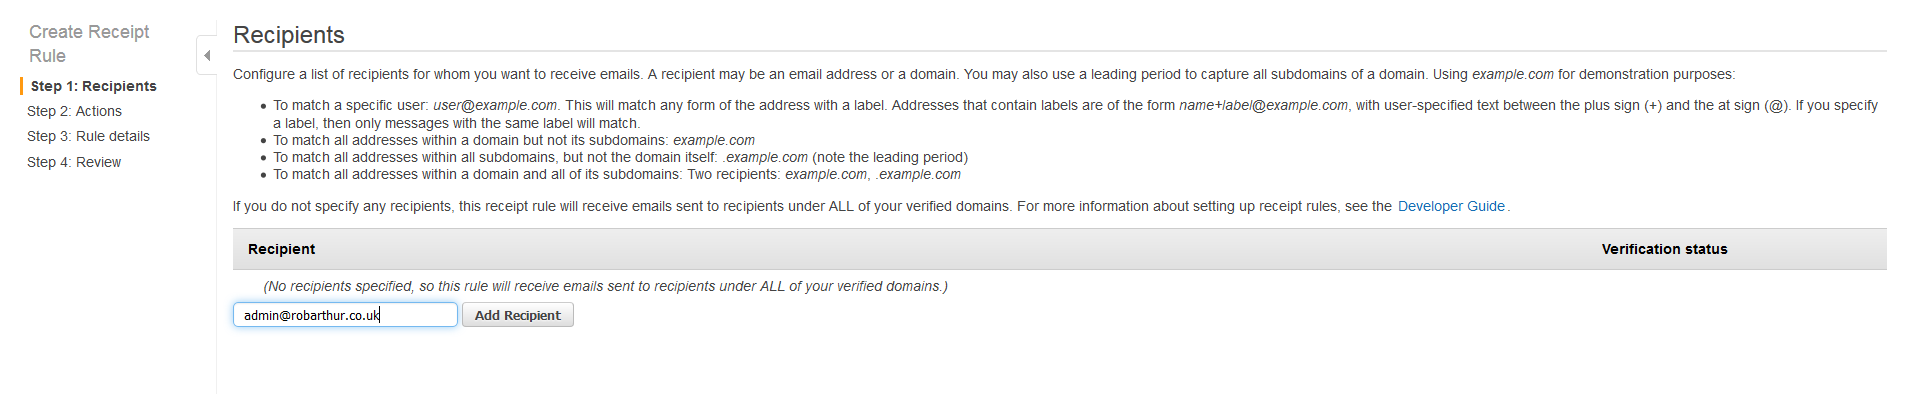 Create Receipt
Rule
Step 1: Recipients
Step 2: Actions
Step 3: Rule details
Step 4: Review
Recipients
Configure a list of recipients for whom you want to receive emails. A recipient may be an email address or a domain. You may also use a leading period to capture all subdomains of a domain. Using example.com for demonstration purposes:
• To match a specific user: user@example.com. This will match any form of the address with a label. Addresses that contain labels are of the form name+label@example.com, with user-specified text between the plus sign (+) and the at sign (@). If you specify
a label, then only messages with the same label will match.
• To match all addresses within a domain but not its subdomains: example.com
• To match all addresses within all subdomains, but not the domain itself: .example.com (note the leading period)
• To match all addresses within a domain and all of its subdomains: Two recipients: example.com, .example.com
If you do not specify any recipients, this receipt rule will receive emails sent to recipients under ALL of your verified domains. For more information about setting up receipt rules, see the Developer Guide.
Recipient Verification status
(No recipients specified, so this rule will receive emails sent to recipients under ALL of your verified domains.)
admin@robarthur.co.uk Add Recipient